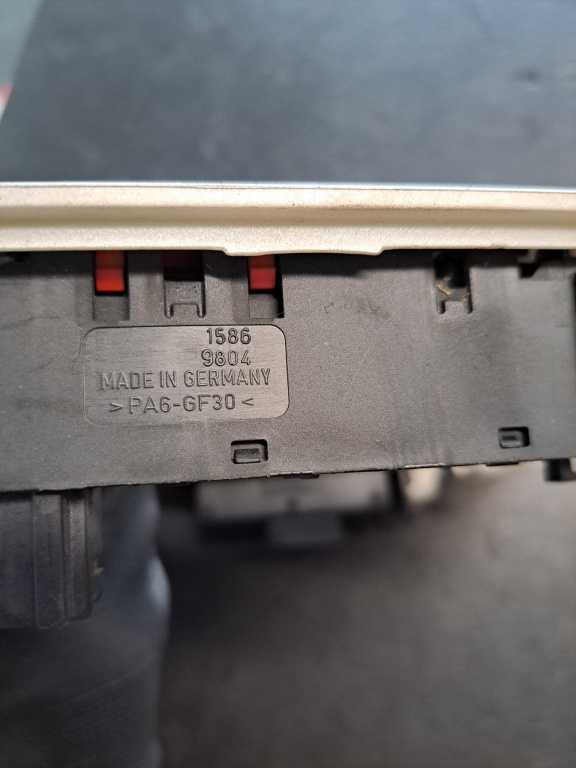 1586
9804
MADE IN GERMANY
>PA6-GF30<